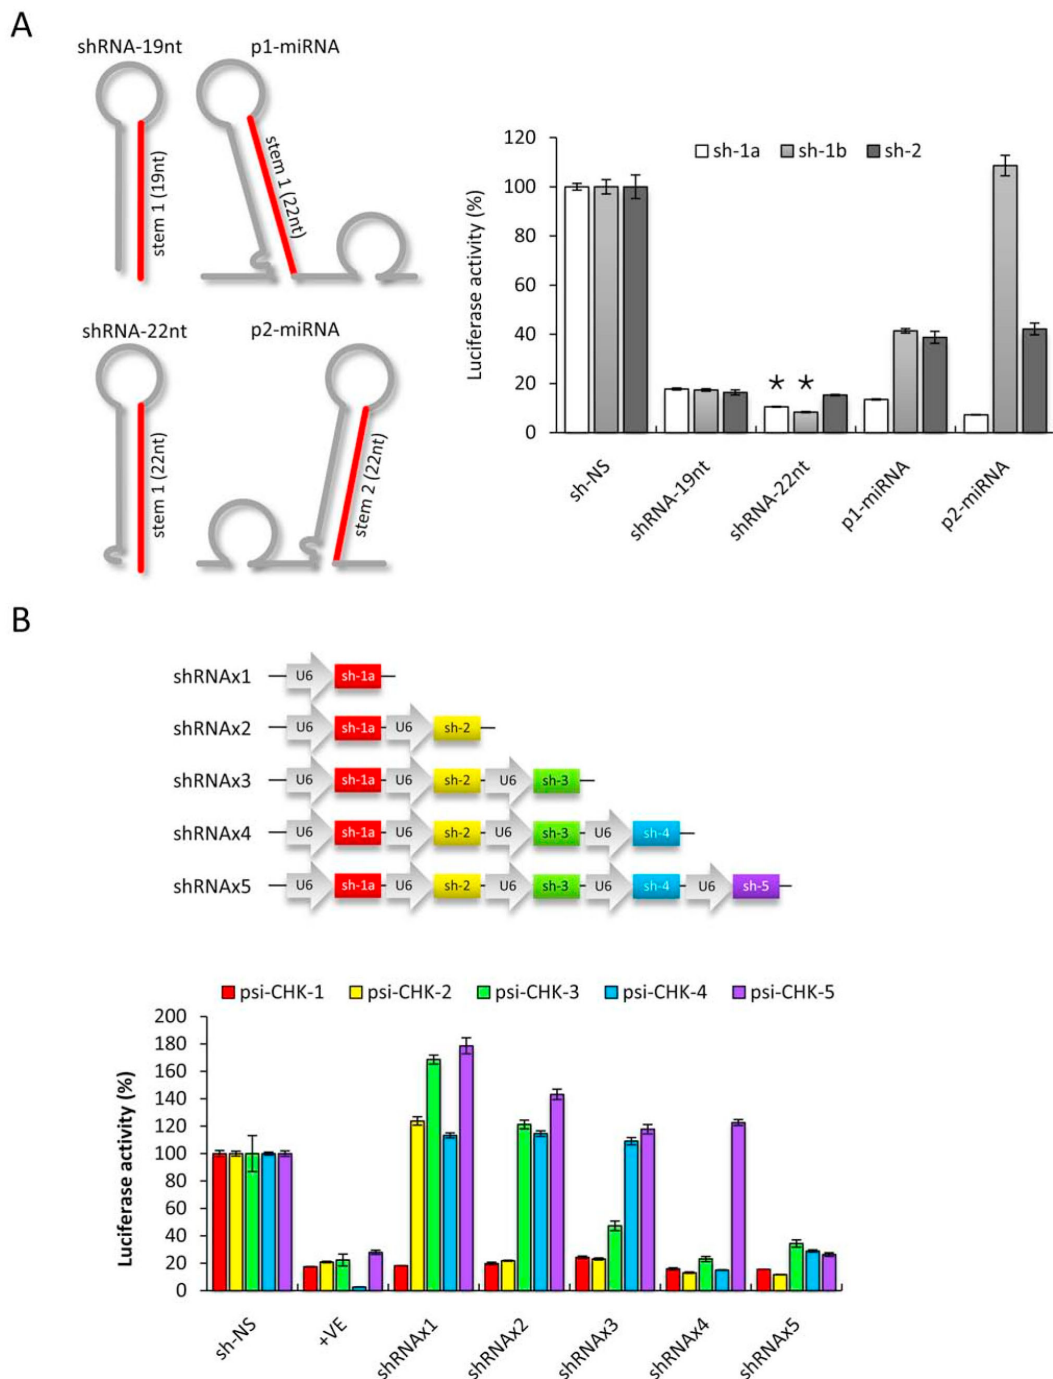 A
shRNA-19nt
p1-miRNA
stem 1 (19nt)
stem 1 (22nt)
shRNA-22nt
p2-miRNA
stem 1 (22nt)
stem 2 (22nt)
sh-1a sh-1b sh-2
Luciferase activity (%)
120
100
80
60
40
20
0
* *
sh-NS
shRNA-19nt
shRNA-22nt
p1-miRNA
p2-miRNA
B
shRNAx1 U6 sh-1a
shRNAx2 U6 sh-1a U6 sh-2
shRNAx3 U6 sh-1a U6 sh-2 U6 sh-3
shRNAx4 U6 sh-1a U6 sh-2 U6 sh-3 U6 sh-4
shRNAx5 U6 sh-1a U6 sh-2 U6 sh-3 U6 sh-4 U6 sh-5
psi-CHK-1 psi-CHK-2 psi-CHK-3 psi-CHK-4 psi-CHK-5
Luciferase activity (%)
200
180
160
140
120
100
80
60
40
20
0
sh-NS
+VE
shRNAx1
shRNAx2
shRNAx3
shRNAx4
shRNAx5